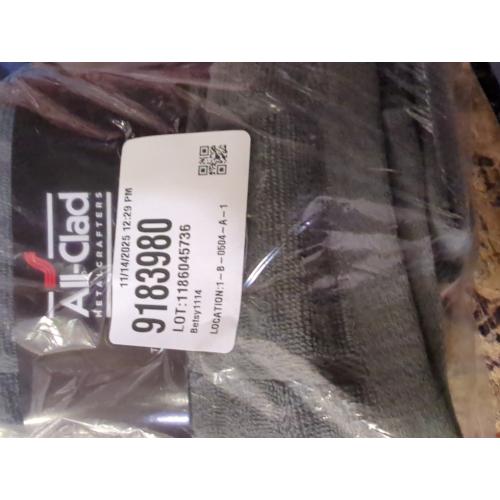 All-Clad
METALCRAFTERS
11/14/2025 12:29 PM
9183980
LOT:1186045736
Betsy1114
LOCATION:1-B-0504-A-1